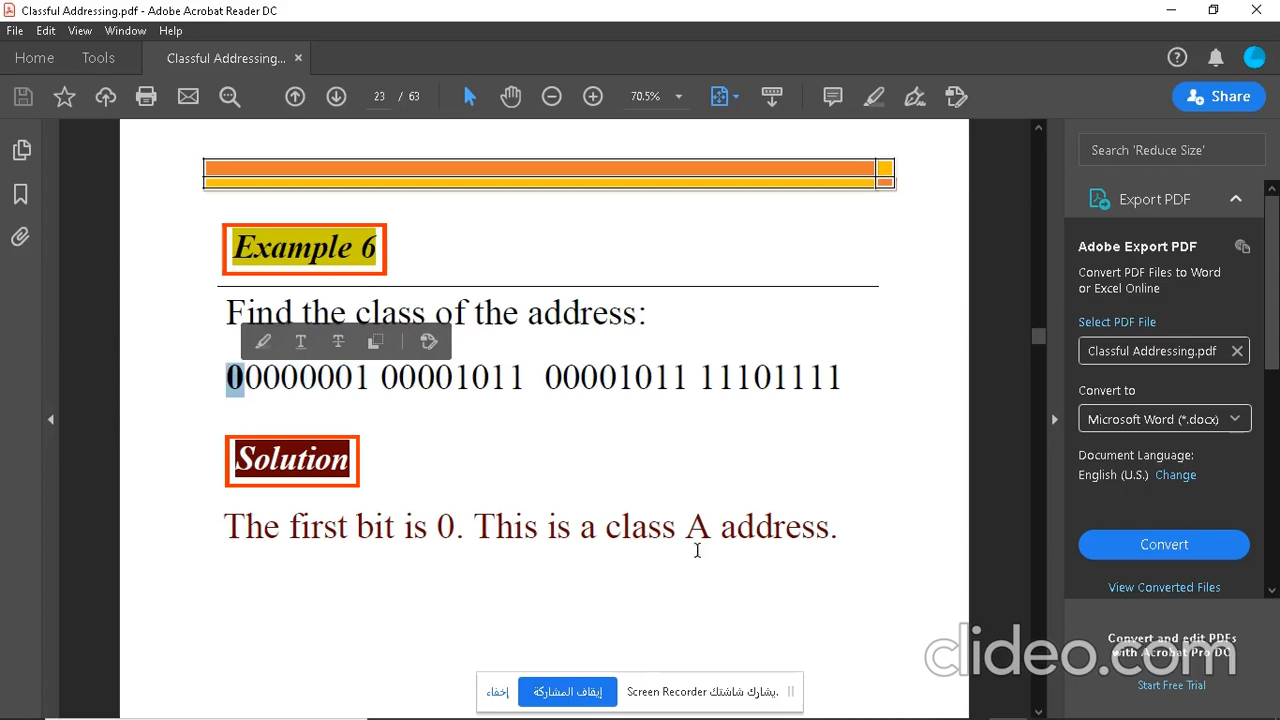 Classful Addressing.pdf - Adobe Acrobat Reader DC
File Edit View Window Help
Home Tools Classful Addressing... ×
23 / 63 70.5% Share
Search 'Reduce Size'
Export PDF
Adobe Export PDF
Convert PDF Files to Word
or Excel Online
Select PDF File
Classful Addressing.pdf
Convert to
Microsoft Word (*.docx)
Document Language:
English (U.S.) Change
Convert
View Converted Files
Convert and edit PDFs
with Acrobat Pro DC
Start Free Trial
Example 6
Find the class of the address:
00000001 00001011 00001011 11101111
Solution
The first bit is 0. This is a class A address.
clideo.com
يشارك شاشتك Screen Recorder. إيقاف المشاركة إخفاء